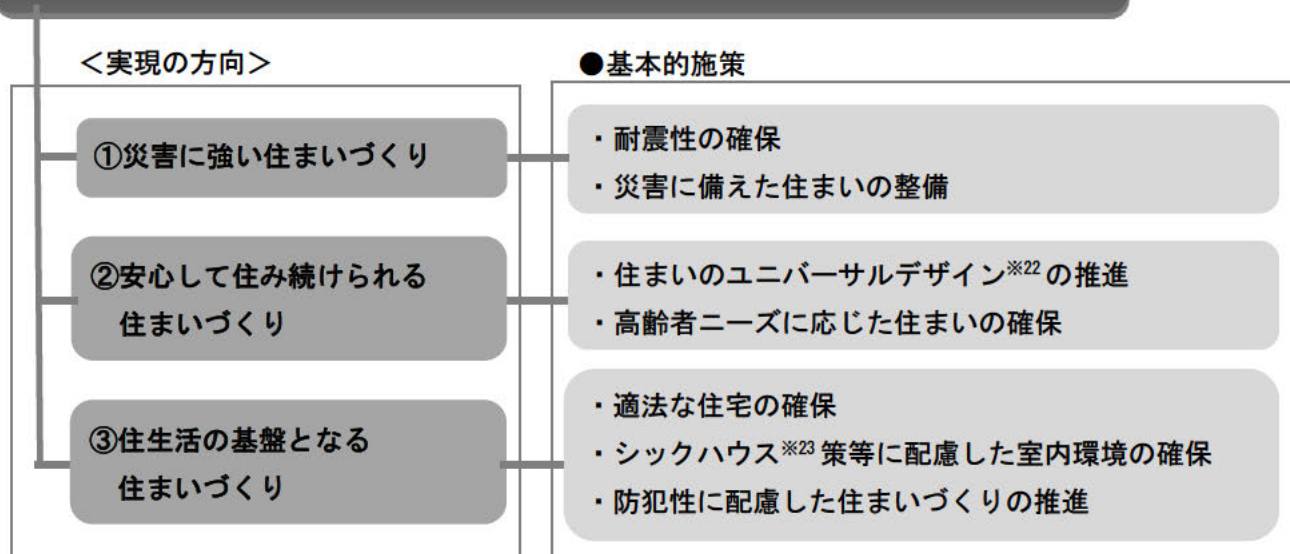 ＜実現の方向＞
●基本的施策
①災害に強い住まいづくり
・耐震性の確保
・災害に備えた住まいの整備
②安心して住み続けられる
住まいづくり
・住まいのユニバーサルデザイン※22の推進
・高齢者ニーズに応じた住まいの確保
③住生活の基盤となる
住まいづくり
・適法な住宅の確保
・シックハウス※23策等に配慮した室内環境の確保
・防犯性に配慮した住まいづくりの推進